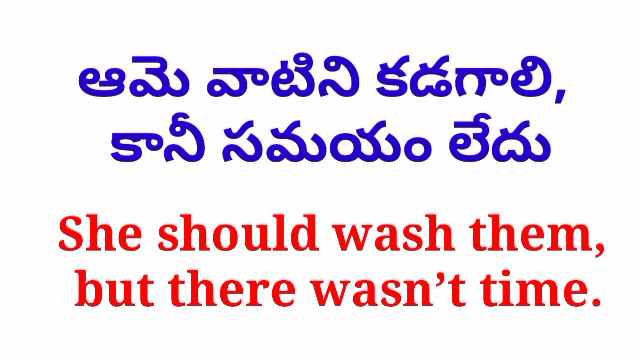 ఆమె వాటిని కడగాలి,
కానీ సమయం లేదు
She should wash them,
but there wasn’t time.